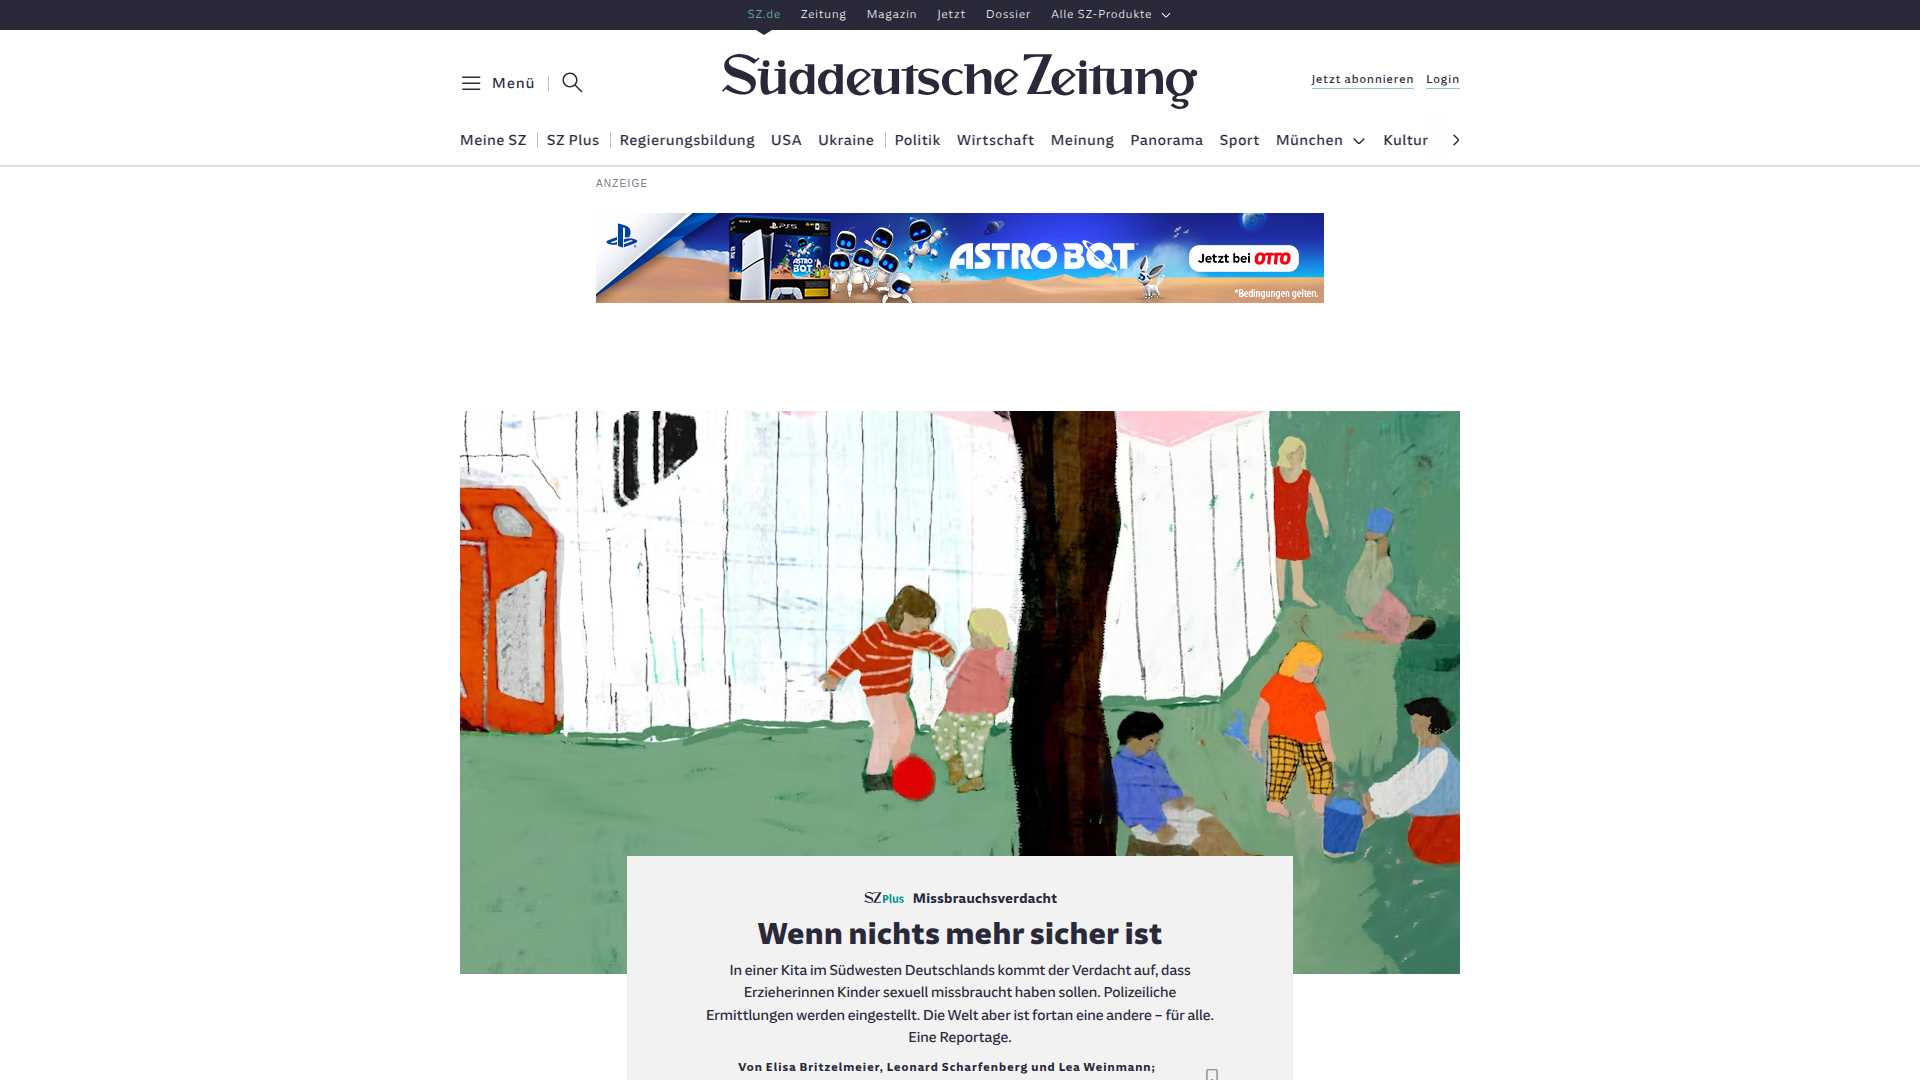 SZ.de Zeitung Magazin Jetzt Dossier Alle SZ-Produkte
Menü
Süddeutsche Zeitung
Jetzt abonnieren Login
Meine SZ SZ Plus Regierungsbildung USA Ukraine Politik Wirtschaft Meinung Panorama Sport München Kultur
ANZEIGE
PS5
ASTRO BOT
ASTRO BOT
Jetzt bei OTTO
*Bedingungen gelten.
SZ Plus Missbrauchsverdacht
Wenn nichts mehr sicher ist
In einer Kita im Südwesten Deutschlands kommt der Verdacht auf, dass
Erzieherinnen Kinder sexuell missbraucht haben sollen. Polizeiliche
Ermittlungen werden eingestellt. Die Welt aber ist fortan eine andere – für alle.
Eine Reportage.
Von Elisa Britzelmeier, Leonard Scharfenberg und Lea Weinmann;